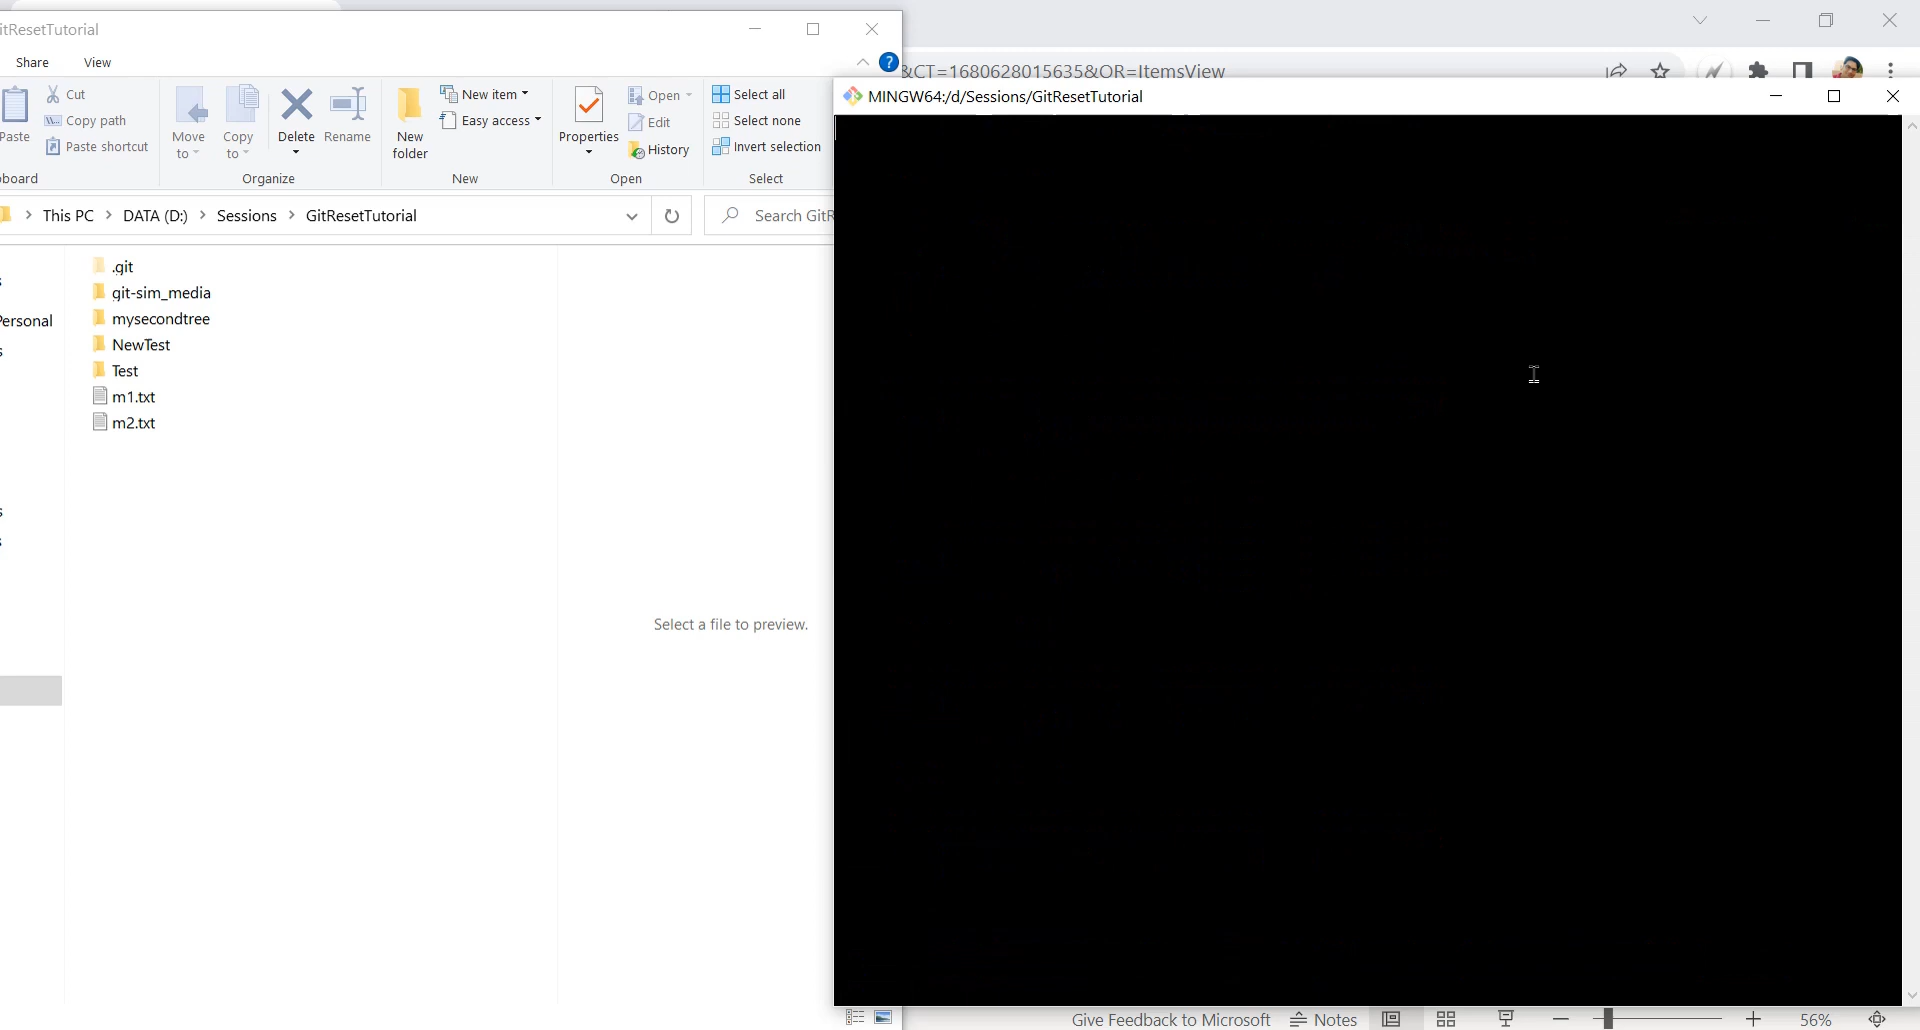 itResetTutorial
Share View
Paste
Cut
Copy path
Paste shortcut
board
Move to
Copy to
Delete
Rename
Organize
New folder
New item
Easy access
New
Properties
Open
Edit
History
Open
Select all
Select none
Invert selection
Select
This PC > DATA (D:) > Sessions > GitResetTutorial
Search GitR
.git
git-sim_media
mysecondtree
NewTest
Test
m1.txt
m2.txt
Personal
s
s
s
s
Select a file to preview.
&CT=1680628015635&OR=ItemsView
MINGW64:/d/Sessions/GitResetTutorial
Give Feedback to Microsoft Notes 56%